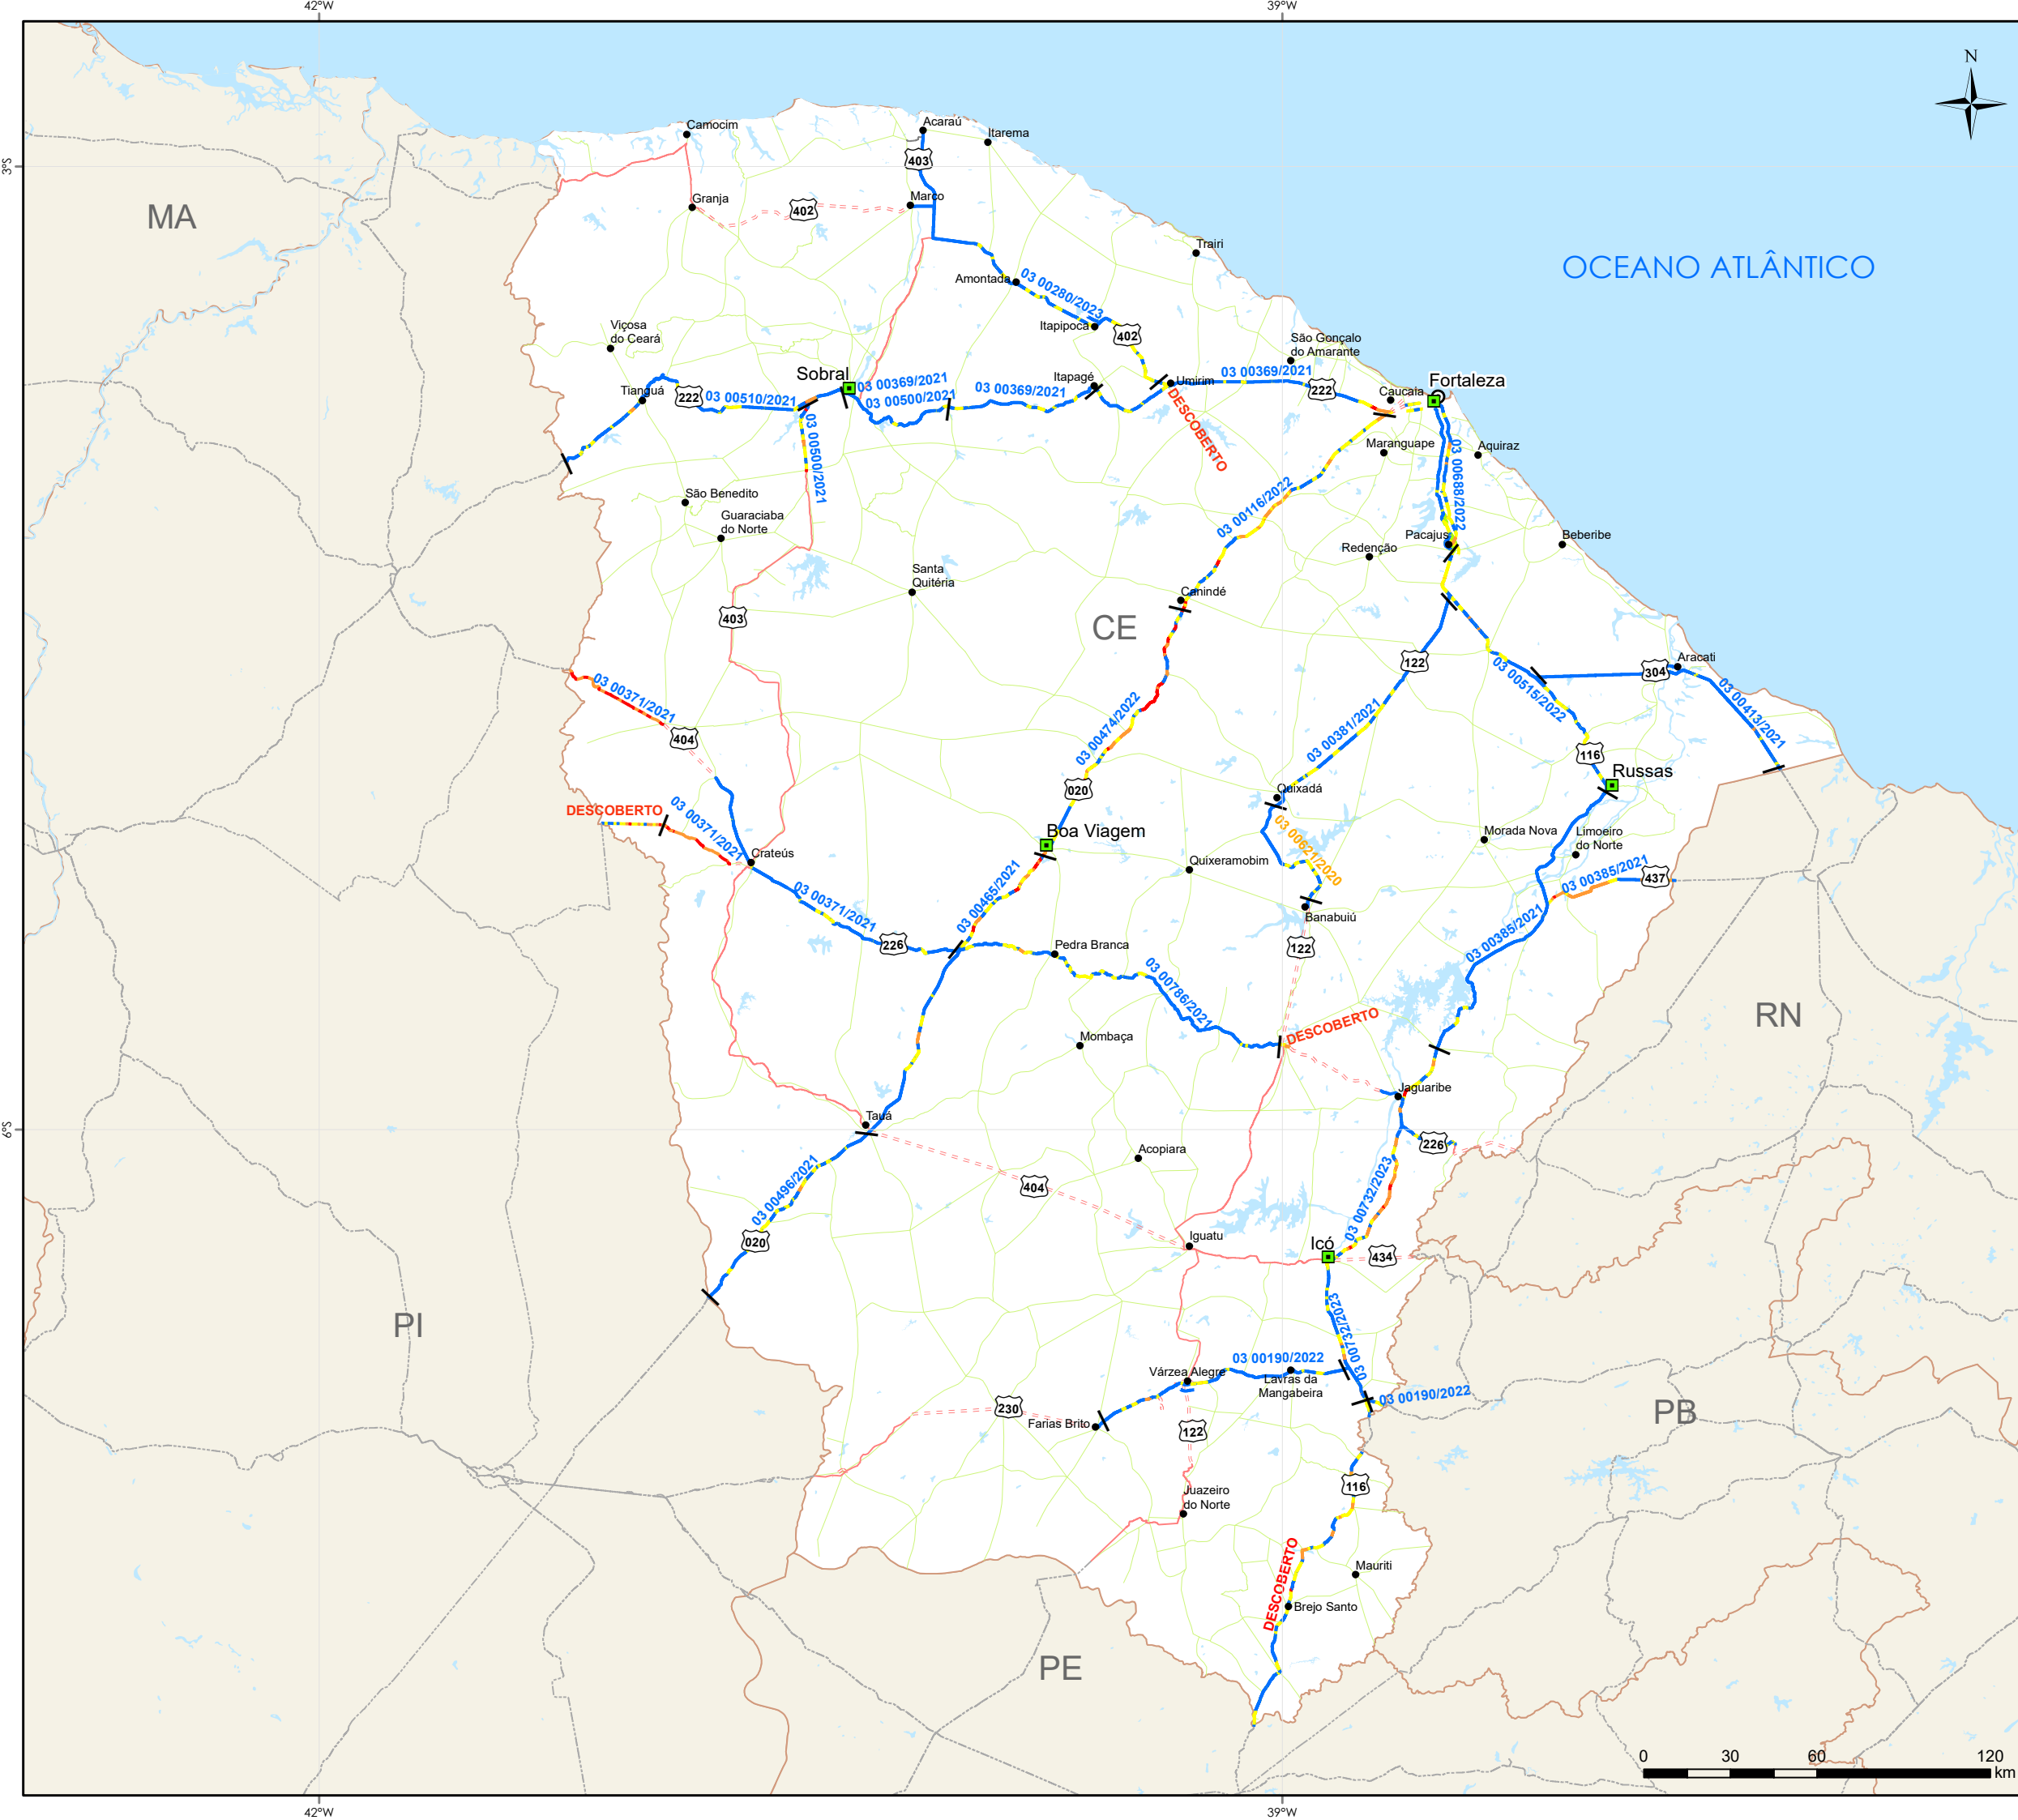 42°W
39°W
N
3°S
MA
Camocim
Acaraú
Itarema
403
Granja
402
Marco
Trairi
OCEANO ATLÂNTICO
Amontada
03 00280/2023
Itapipoca
402
Viçosa
do Ceará
São Gonçalo
do Amarante
Sobral
03 00369/2021
03 00500/2021
03 00369/2021
Itapagé
Umirim
03 00369/2021
222
Caucaia
Fortaleza
Tianguá
222
03 00510/2021
03 00500/2021
DESCOBERTO
Maranguape
03 00688/2022
Aquiraz
São Benedito
Guaraciaba
do Norte
03 00116/2022
Pacajus
Redenção
Beberibe
Santa
Quitéria
Canindé
403
CE
122
304
Aracati
03 00371/2021
03 00515/2022
03 00413/2021
404
03 00474/2022
03 00381/2021
116
Russas
020
Quixadá
DESCOBERTO
03 00371/2021
Boa Viagem
03 00621/2020
Morada Nova
Limoeiro
do Norte
Crateús
Quixeramobim
03 00385/2021
437
03 00371/2021
03 00465/2021
Banabuiú
226
Pedra Branca
122
03 00385/2021
03 00786/2021
RN
Mombaça
DESCOBERTO
Jaguaribe
Tauá
6°S
226
Acopiara
03 00496/2021
404
03 00732/2023
020
Iguatu
Icó
434
PI
03 00732/2023
Várzea Alegre
03 00190/2022
Lavras da
Mangabeira
03 00190/2022
230
Farias Brito
122
PB
116
Juazeiro
do Norte
DESCOBERTO
Mauriti
Brejo Santo
PE
0
30
60
120
km
42°W
39°W